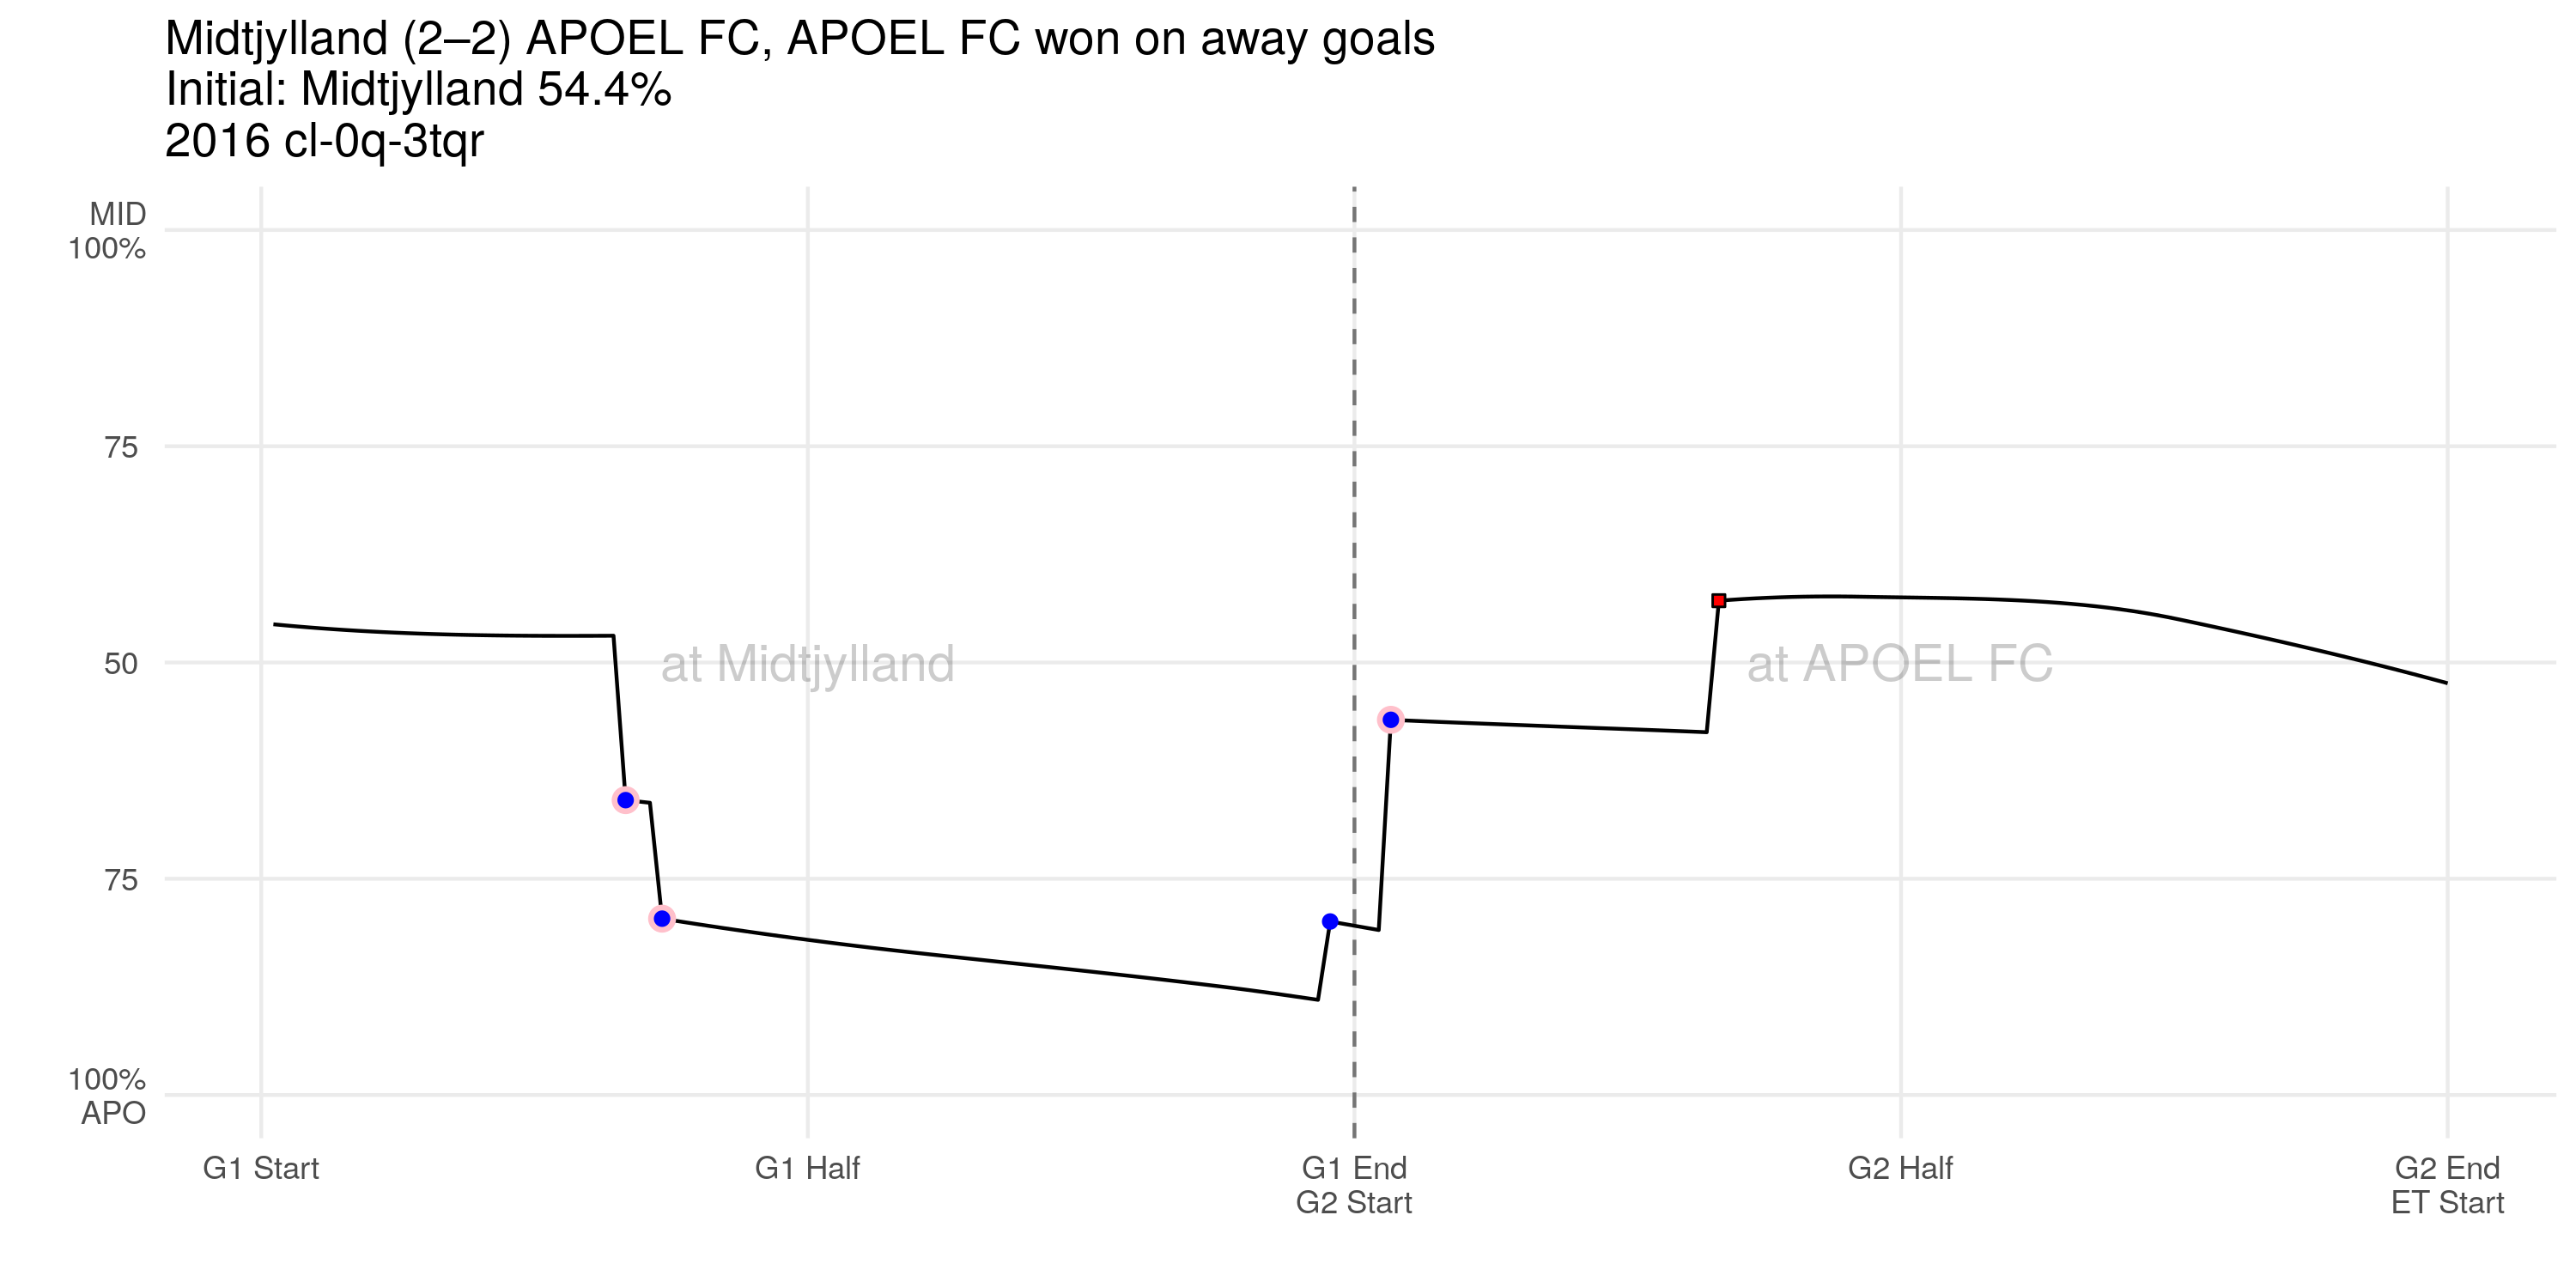 Midtjylland (2–2) APOEL FC, APOEL FC won on away goals
Initial: Midtjylland 54.4%
2016 cl-0q-3tqr
MID
100%
75
50
75
100%
APO
at Midtjylland
at APOEL FC
G1 Start
G1 Half
G1 End
G2 Start
G2 Half
G2 End
ET Start